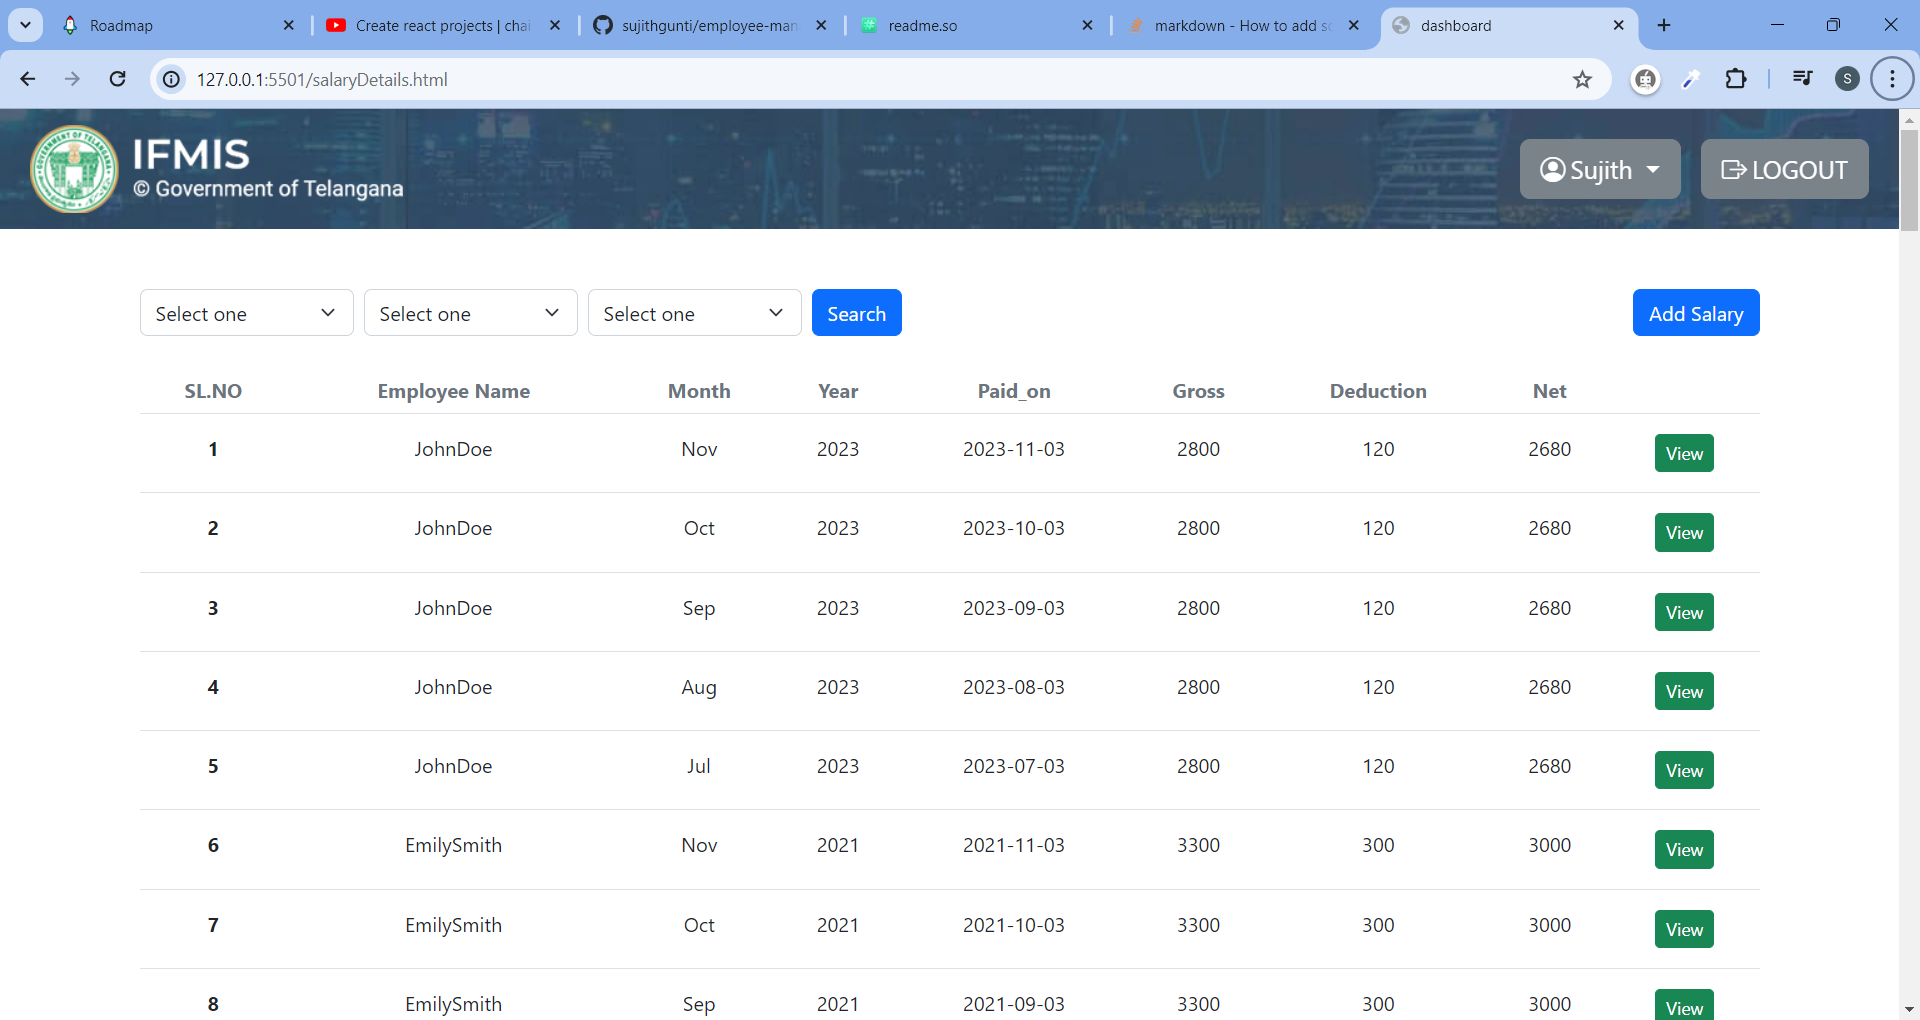 Roadmap
Create react projects | chai
sujithgunti/employee-man
readme.so
markdown - How to add sc
dashboard
127.0.0.1:5501/salaryDetails.html
S
IFMIS
© Government of Telangana
Sujith
LOGOUT
Select one Select one Select one Search Add Salary
SL.NO Employee Name Month Year Paid_on Gross Deduction Net
1 JohnDoe Nov 2023 2023-11-03 2800 120 2680 View
2 JohnDoe Oct 2023 2023-10-03 2800 120 2680 View
3 JohnDoe Sep 2023 2023-09-03 2800 120 2680 View
4 JohnDoe Aug 2023 2023-08-03 2800 120 2680 View
5 JohnDoe Jul 2023 2023-07-03 2800 120 2680 View
6 EmilySmith Nov 2021 2021-11-03 3300 300 3000 View
7 EmilySmith Oct 2021 2021-10-03 3300 300 3000 View
8 EmilySmith Sep 2021 2021-09-03 3300 300 3000 View